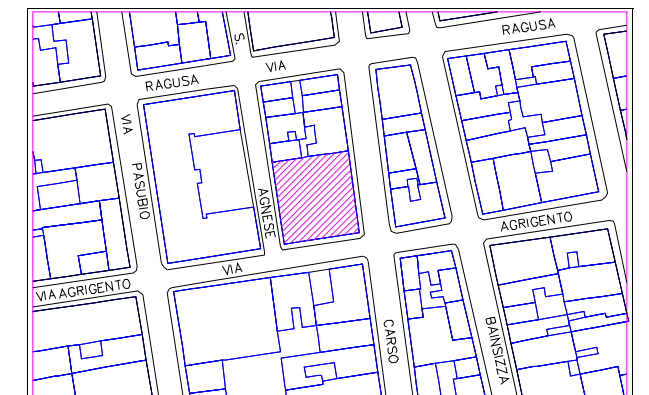 RAGUSA
S
VIA
RAGUSA
VIA
PASUBIO
AGNESE
AGRIGENTO
VIA
VIA AGRIGENTO
CARSO
BAINSIZZA